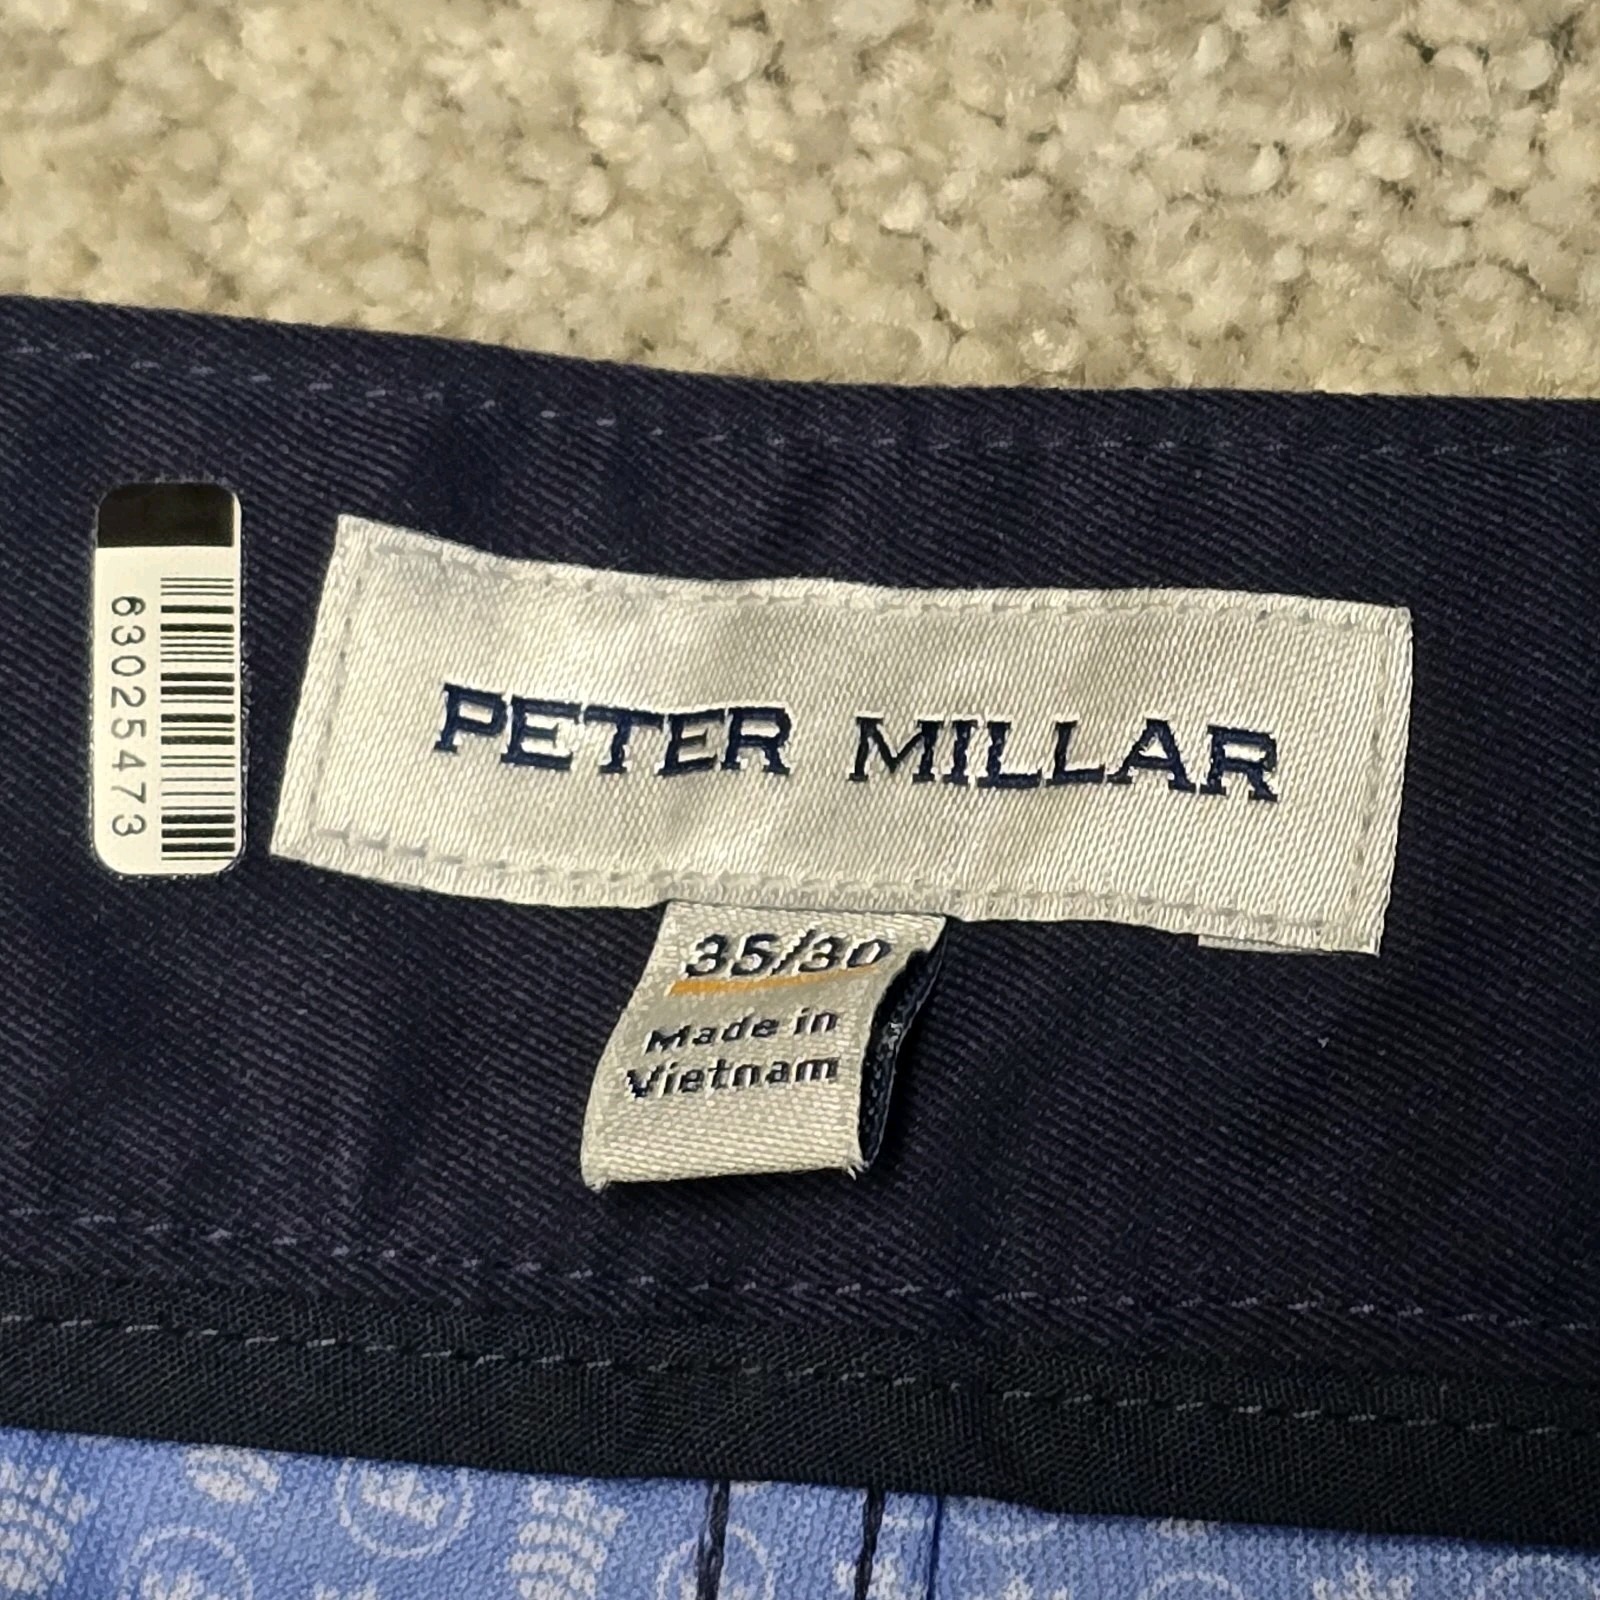 63025473
PETER MILLAR
35/30
Made in
Vietnam